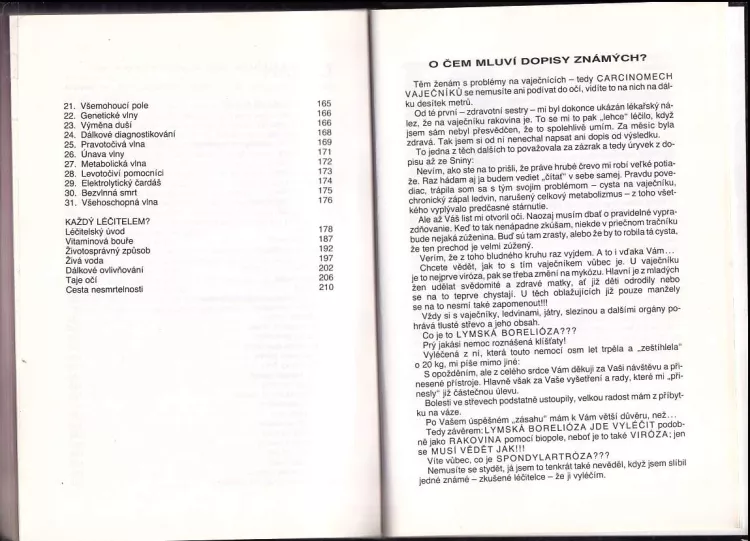 21. Všemohoucí pole 165
22. Genetické vlny 166
23. Výměna duší 166
24. Dálkové diagnostikování 168
25. Pravotočivá vlna 169
26. Únava vlny 171
27. Metabolická vlna 172
28. Levotočiví pomocníci 173
29. Elektrolytický čardáš 174
30. Bezvlnná smrt 175
31. Všehoschopná vlna 176
KAŽDÝ LÉČITELEM?
Léčitelský úvod 178
Vitaminová bouře 187
Životosprávný způsob 192
Živá voda 197
Dálkové ovlivňování 202
Taje očí 206
Cesta nesmrtelnosti 210
O ČEM MLUVÍ DOPISY ZNÁMÝCH?
Těm ženám s problémy na vaječnících – tedy CARCINOMECH
VAJEČNÍKŮ se nemusíte ani podívat do očí, vidíte to na nich na dál-
ku desítek metrů.
Od té první – zdravotní sestry – mi byl dokonce ukázán lékařský ná-
lez, že na vaječníku rakovina je. To se mi to pak „lehce“ léčilo, když
jsem sám nebyl přesvědčen, že to spolehlivě umím. Za měsíc byla
zdravá. Tak jsem si od ní nenechal napsat ani dopis od výsledku.
To jedna z těch dalších to považovala za zázrak a tedy úryvek z do-
pisu až ze Sniny:
Nevím, ako ste na to prišli, že práve hrubé črevo mi robí veľké potia-
že. Raz hádam aj ja budem vedieť „čítať“ v sebe samej. Pravdu pove-
diac, trápila som sa s tým svojim problémom – cysta na vaječníku,
chronický zápal ledvin, narušený celkový metabolizmus – z toho všet-
kého vyplývalo predčasné stárnutie.
Ale až Váš list mi otvoril oči. Naozaj musím dbať o pravidelné vypra-
zdňovanie. Keď to tak nenápadne zkúšam, niekde v priečnom tračníku
bude nejaká zúženina. Buď sú tam zrasty, alebo že by to robila tá cysta,
že ten prechod je velmi zúžený.
Verím, že z toho bludného kruhu raz vyjdem. A to i vďaka Vám...
Chcete vědět, jak to s tím vaječníkem vůbec je. U vaječníku
je to nejprve viróza, pak se třeba změní na mykózu. Hlavní je z mladých
žen udělat svědomité a zdravé matky, ať již děti odrodily nebo
se na to teprve chystají. U těch oblažujících již pouze manžely
se na to nesmí také zapomenout!!!
Vždy si s vaječníky, ledvinami, játry, slezinou a dalšími orgány po-
hrává tlusté střevo a jeho obsah.
Co je to LYMSKÁ BORELIÓZA???
Prý jakási nemoc roznášená klíšťaty!
Vyléčená z ní, která touto nemocí osm let trpěla a „zeštíhlela“
o 20 kg, mi píše mimo jiné:
S opožděním, ale z celého srdce Vám děkuji za Vaši návštěvu a při-
nesené přístroje. Hlavně však za Vaše vyšetření a rady, které mi „při-
nesly“ již částečnou úlevu.
Bolesti ve střevech podstatně ustoupily, velkou radost mám z příbyt-
ku na váze.
Po Vašem úspěšném „zásahu“ mám k Vám větší důvěru, než...
Tedy závěrem: LYMSKÁ BORELIÓZA JDE VYLÉČIT podob-
ně jako RAKOVINA pomocí biopole, neboť je to také VIRÓZA; jen
se MUSÍ VĚDĚT JAK!!!
Víte vůbec, co je SPONDYLARTRÓZA???
Nemusíte se stydět, já jsem to tenkrát také nevěděl, když jsem slíbil
jedné známé – zkušené léčitelce – že ji vyléčím.